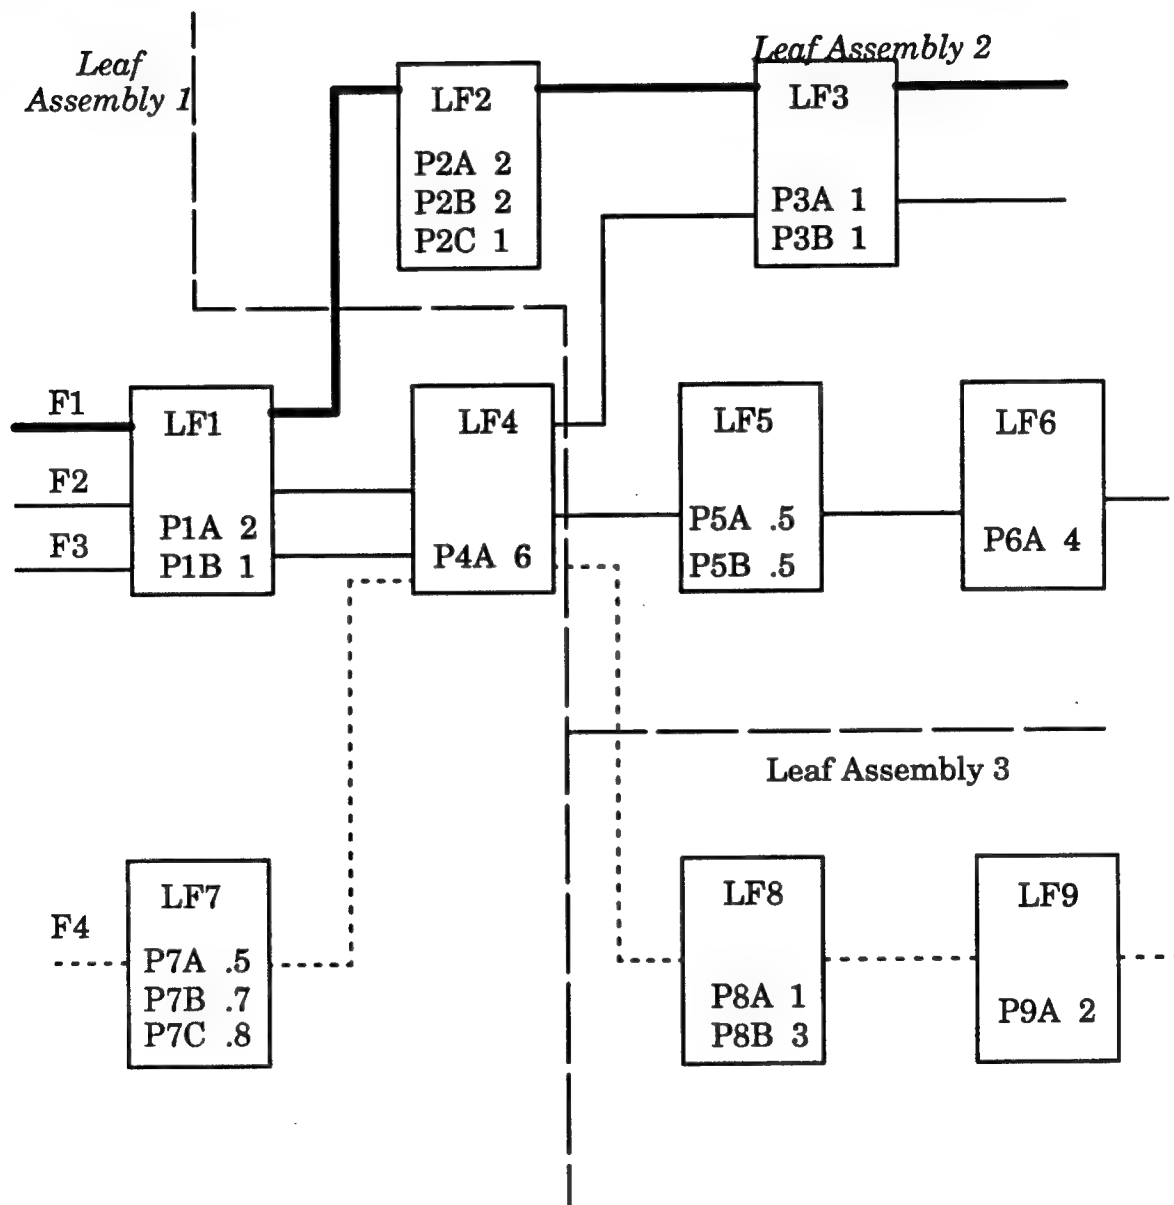 Leaf
Assembly 1
Leaf Assembly 2
LF2
P2A 2
P2B 2
P2C 1
LF3
P3A 1
P3B 1
F1
F2
F3
LF1
P1A 2
P1B 1
LF4
P4A 6
LF5
P5A .5
P5B .5
LF6
P6A 4
Leaf Assembly 3
F4
LF7
P7A .5
P7B .7
P7C .8
LF8
P8A 1
P8B 3
LF9
P9A 2